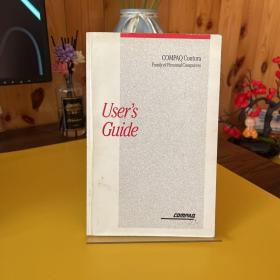 COMPAQ Contura
Family of Personal Computers
User's
Guide
COMPAQ